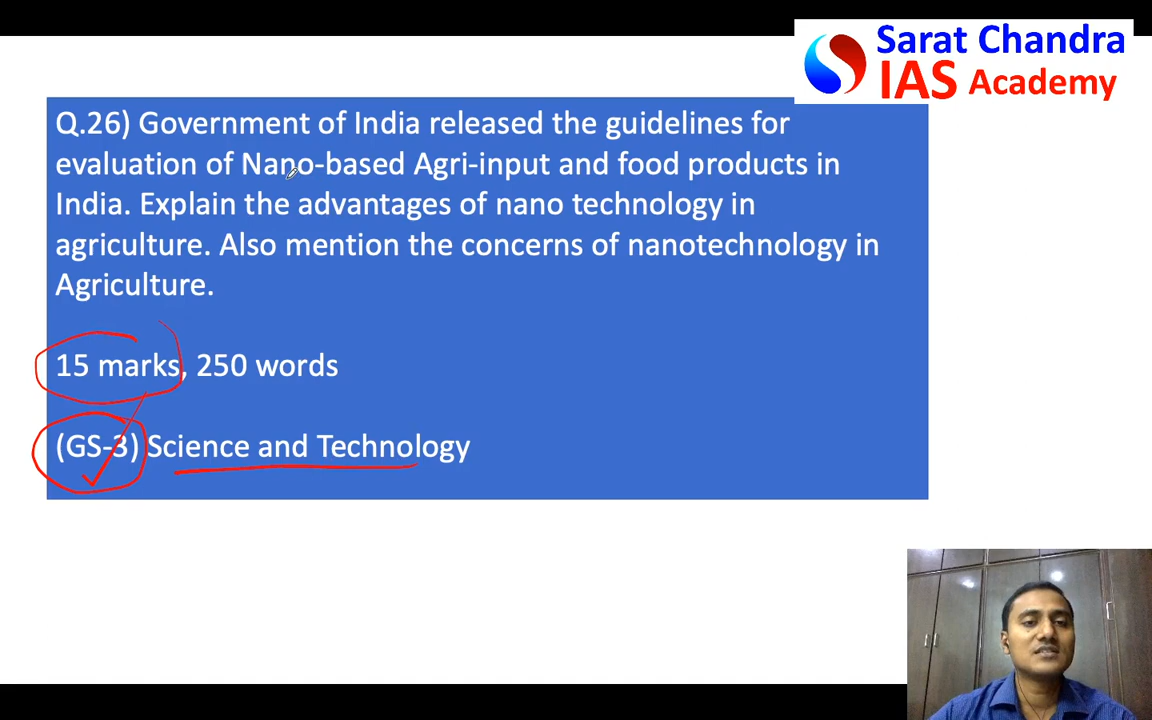 Sarat Chandra
IAS Academy
Q.26) Government of India released the guidelines for
evaluation of Nano-based Agri-input and food products in
India. Explain the advantages of nano technology in
agriculture. Also mention the concerns of nanotechnology in
Agriculture.
15 marks, 250 words
(GS-3) Science and Technology